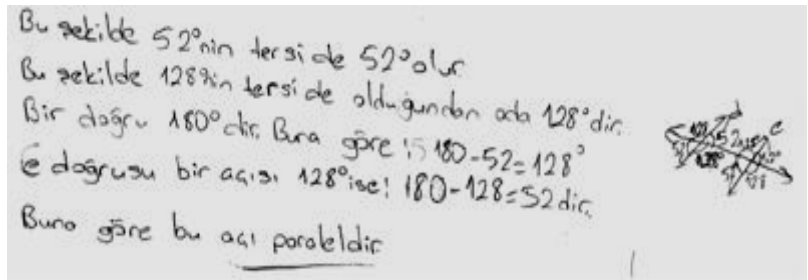 Bu şekilde 52°nin tersi de 52° olur.
Bu şekilde 128'in tersi de olduğundan oda 128° dir.
Bir doğru 180° dir. Buna göre; 180-52=128°
e doğrusu bir açısı 128° ise; 180-128=52 dir.
Buna göre bu açı paraleldir
d
e